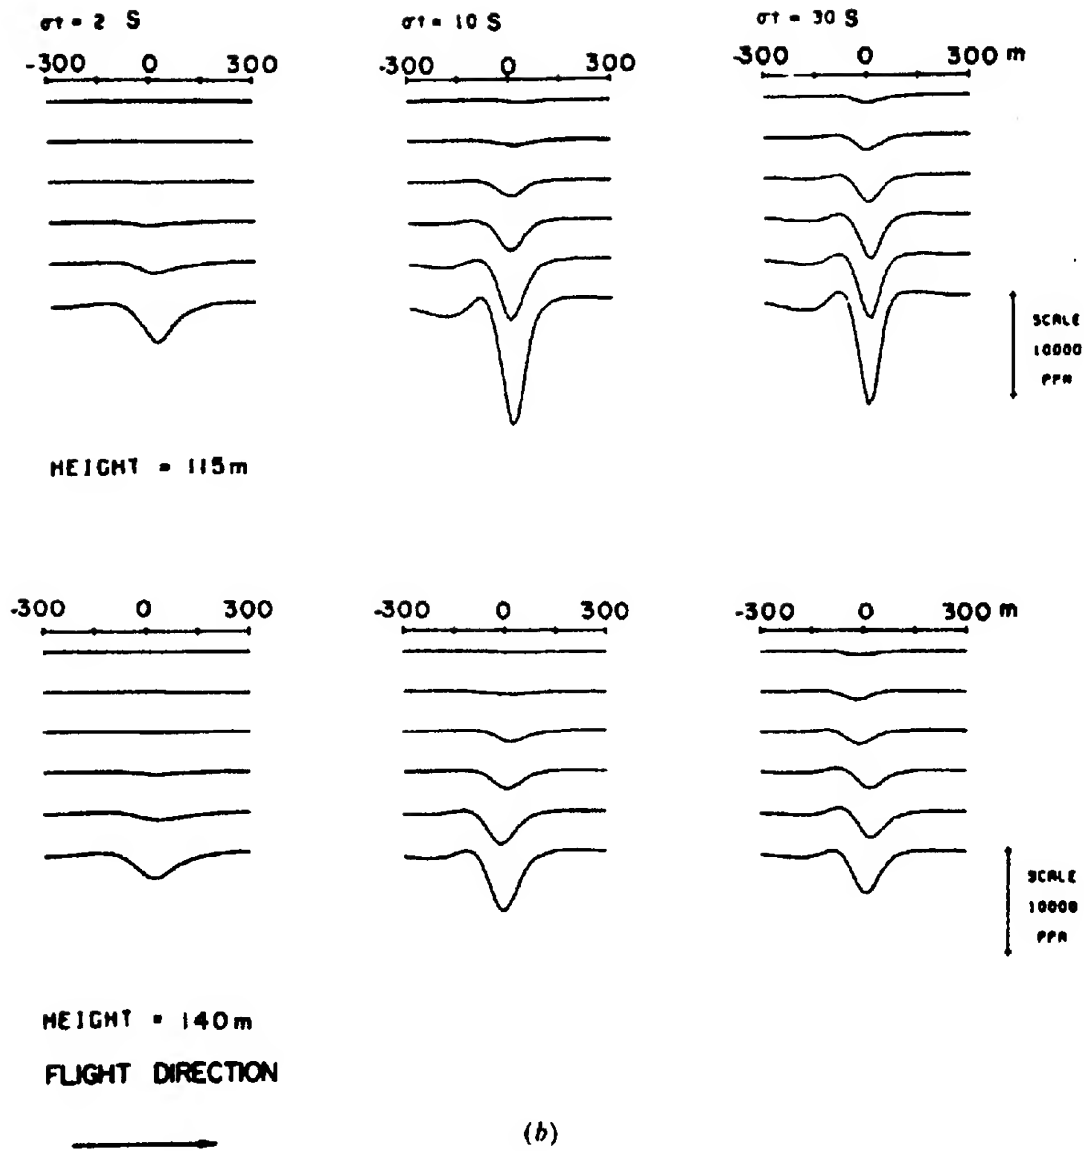 σt = 2 S
σt = 10 S
σt = 30 S
-300 0 300
-300 0 300
-300 0 300 m
SCALE
10000
PPM
HEIGHT = 115m
-300 0 300
-300 0 300
-300 0 300 m
SCALE
10000
PPM
HEIGHT = 140m
FLIGHT DIRECTION
(b)